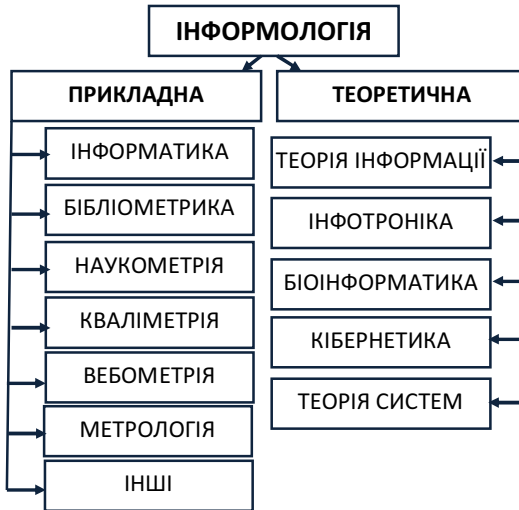 ІНФОРМОЛОГІЯ
ПРИКЛАДНА
ІНФОРМАТИКА
БІБЛІОМЕТРИКА
НАУКОМЕТРІЯ
КВАЛІМЕТРІЯ
ВЕБОМЕТРІЯ
МЕТРОЛОГІЯ
ІНШІ
ТЕОРЕТИЧНА
ТЕОРІЯ ІНФОРМАЦІЇ
ІНФОТРОНІКА
БІОІНФОРМАТИКА
КІБЕРНЕТИКА
ТЕОРІЯ СИСТЕМ